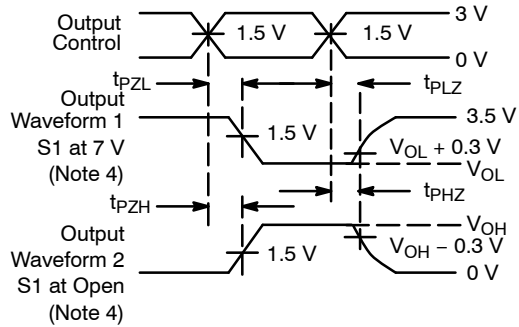 Output
Control
1.5 V
1.5 V
3 V
0 V
tPZL
tPLZ
Output
Waveform 1
S1 at 7 V
(Note 4)
1.5 V
3.5 V
VOL + 0.3 V
VOL
tPZH
tPHZ
Output
Waveform 2
S1 at Open
(Note 4)
1.5 V
VOH
VOH − 0.3 V
0 V